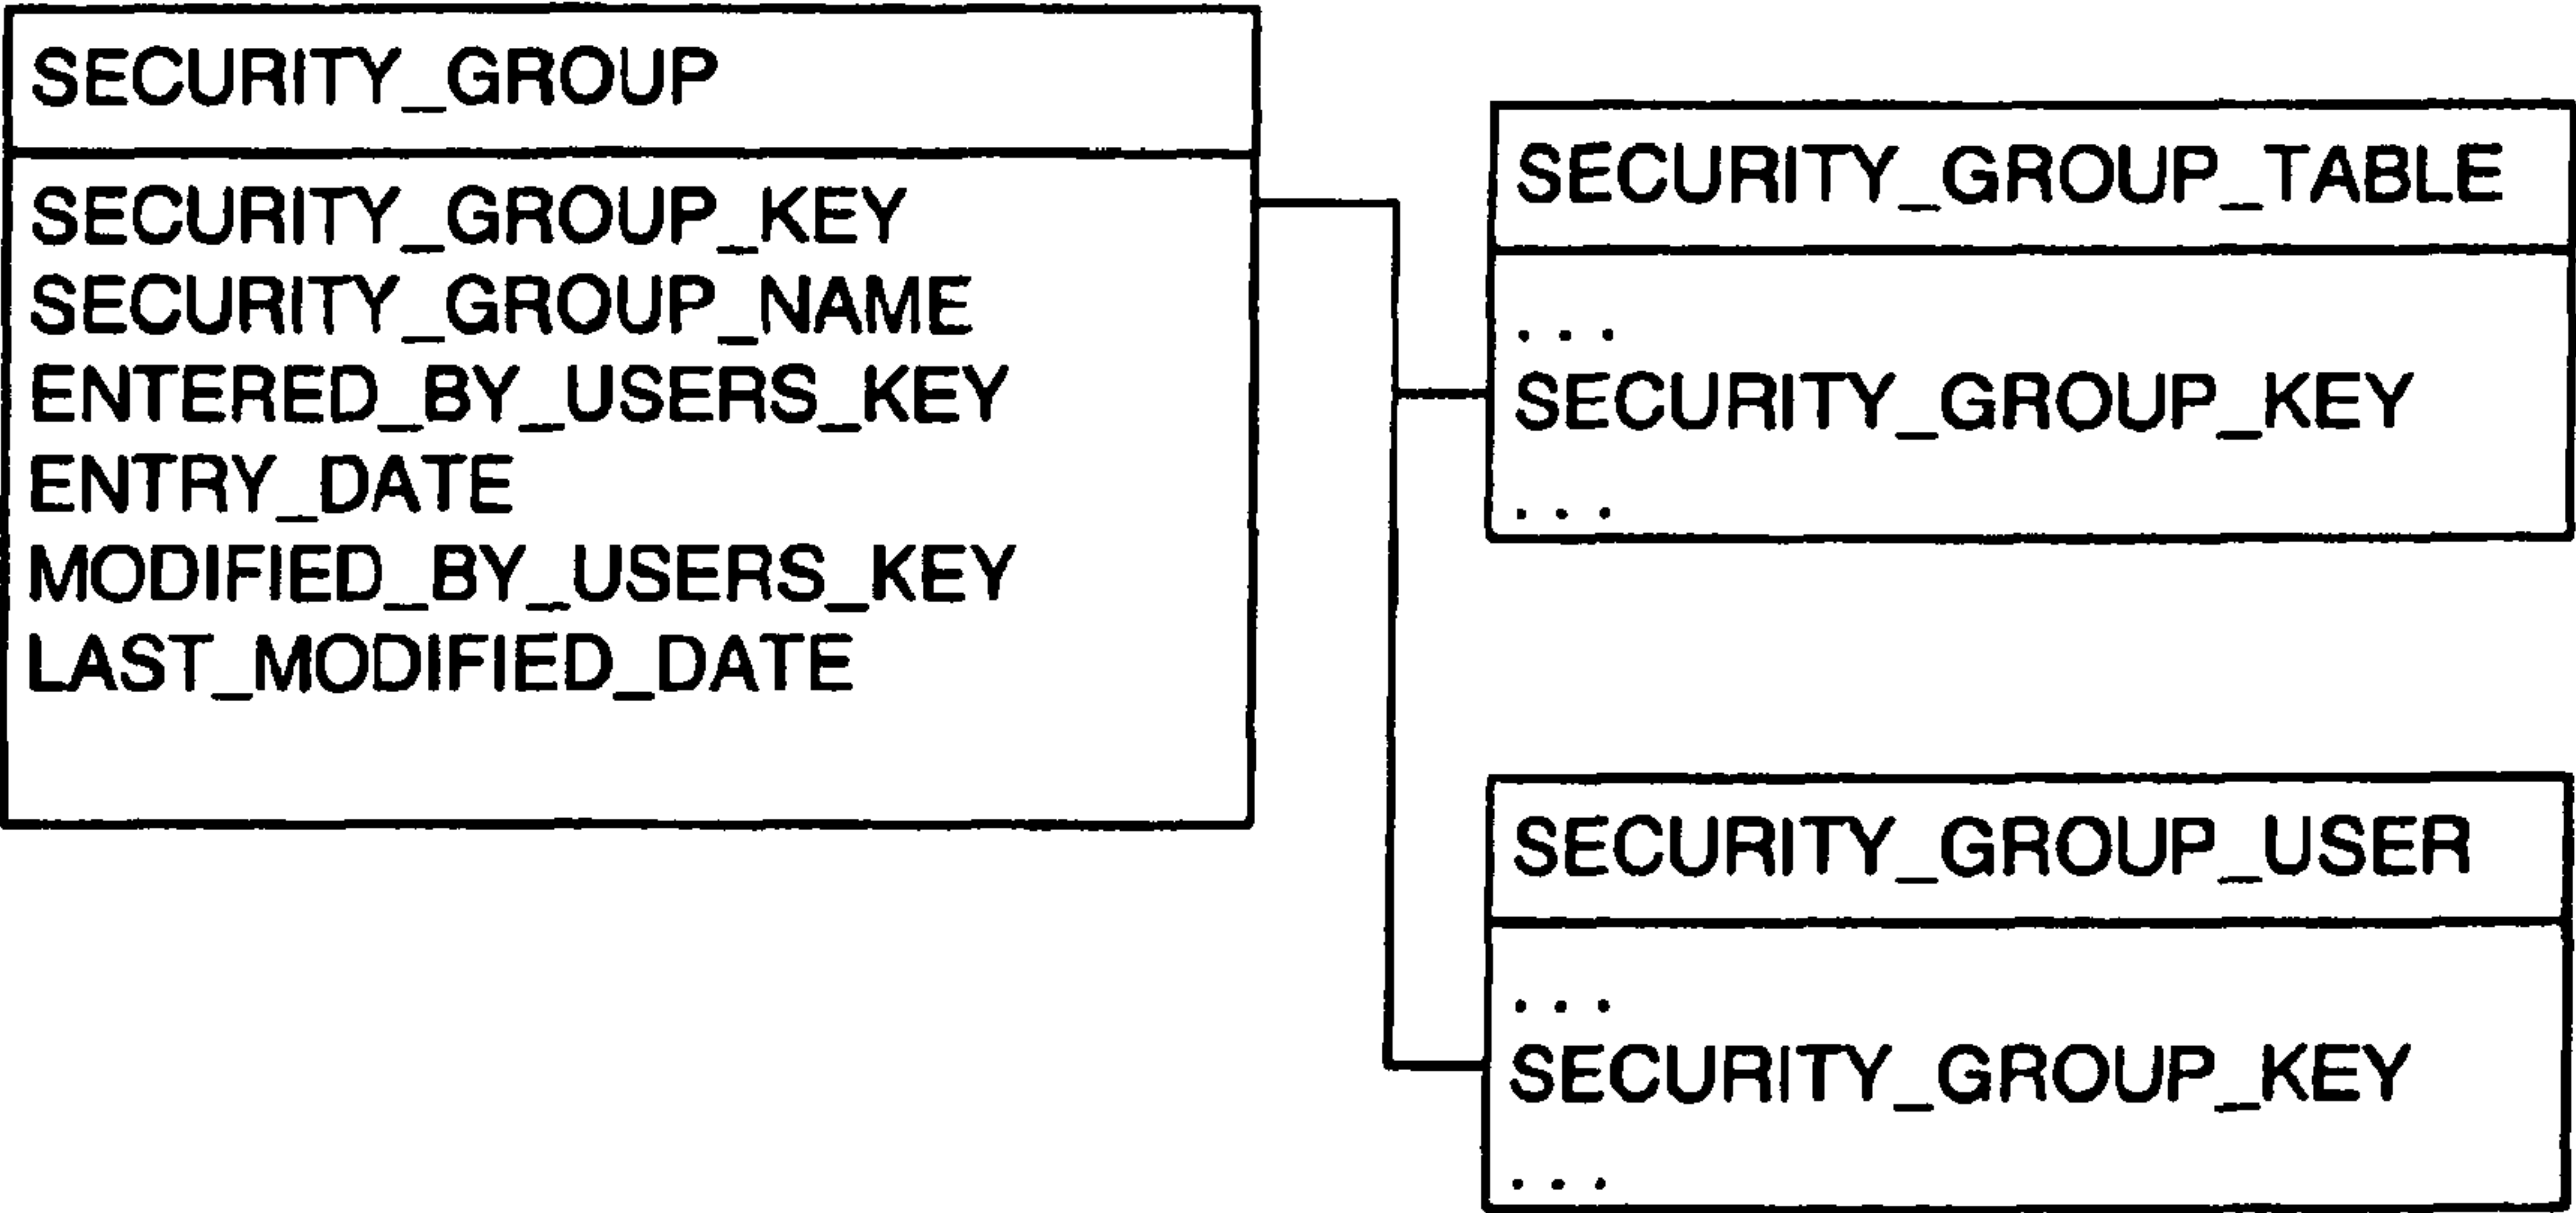 SECURITY_GROUP
SECURITY_GROUP_KEY
SECURITY_GROUP_NAME
ENTERED_BY_USERS_KEY
ENTRY_DATE
MODIFIED_BY_USERS_KEY
LAST_MODIFIED_DATE
SECURITY_GROUP_TABLE
. . .
SECURITY_GROUP_KEY
. . .
SECURITY_GROUP_USER
. . .
SECURITY_GROUP_KEY
. . .